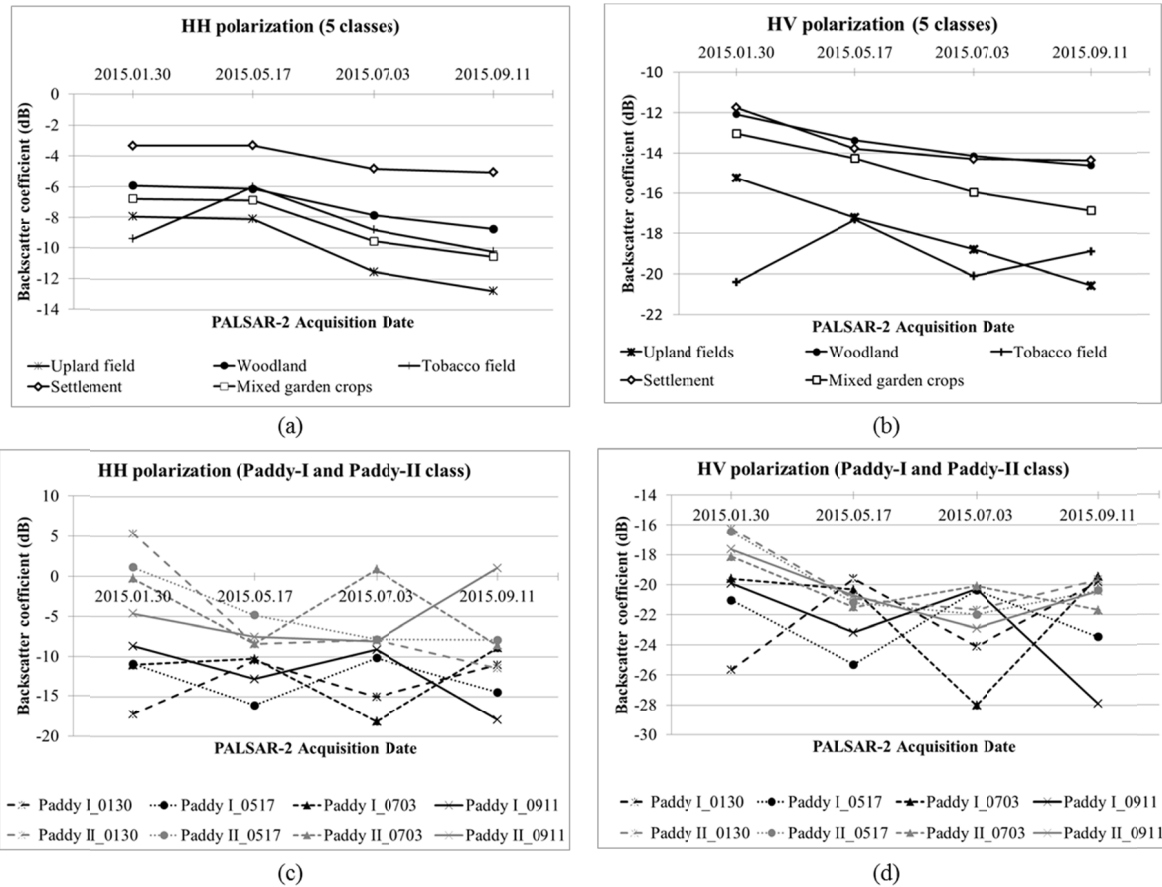 HH polarization (5 classes)
2015.01.30 2015.05.17 2015.07.03 2015.09.11
0
-2
-4
-6
-8
-10
-12
-14
Backscatter coefficient (dB)
PALSAR-2 Acquisition Date
Uplard field Woodland Tobacco field
Settlement Mixed garden crops
(a)
HV polarization (5 classes)
2015.01.30 2015.05.17 2015.07.03 2015.09.11
-10
-12
-14
-16
-18
-20
-22
Backscatter coefficient (dB)
PALSAR-2 Acquisition Date
Upland fields Woodland Tobacco field
Settlement Mixed garden crops
(b)
HH polarization (Paddy-I and Paddy-II class)
10
5
0
-5
-10
-15
-20
2015.01.30 2015.05.17 2015.07.03 2015.09.11
Backscatter coefficient (dB)
PALSAR-2 Acquisition Date
Paddy I_0130 Paddy I_0517 Paddy I_0703 Paddy I_0911
Paddy II_0130 Paddy II_0517 Paddy II_0703 Paddy II_0911
(c)
HV polarization (Paddy-I and Paddy-II class)
-14
-16
-18
-20
-22
-24
-26
-28
-30
2015.01.30 2015.05.17 2015.07.03 2015.09.11
Backscatter coefficient (dB)
PALSAR-2 Acquisition Date
Paddy I_0130 Paddy I_0517 Paddy I_0703 Paddy I_0911
Paddy II_0130 Paddy II_0517 Paddy II_0703 Paddy II_0911
(d)